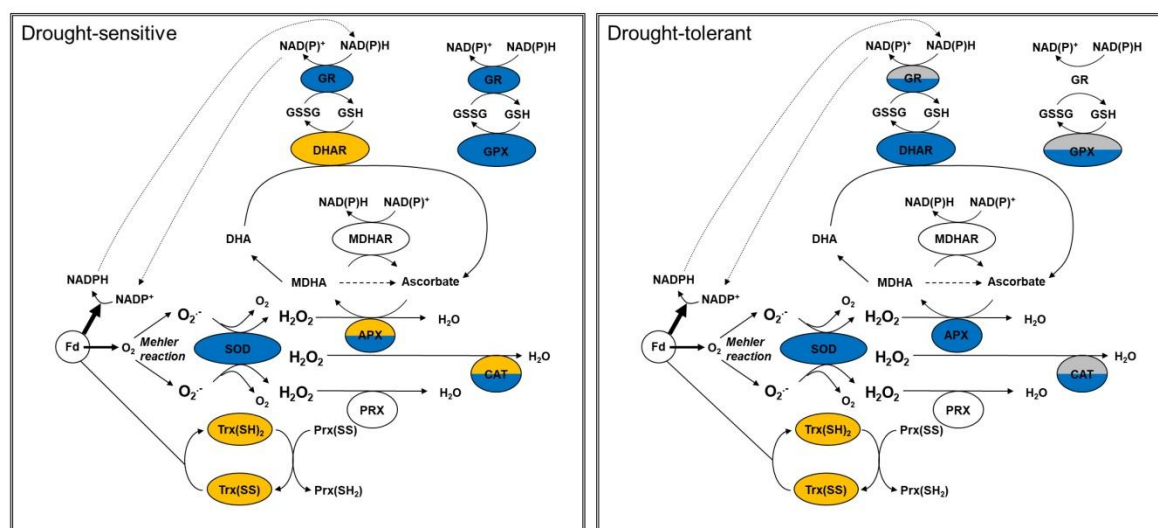 Drought-sensitive
NAD(P)⁺ NAD(P)H
NAD(P)⁺ NAD(P)H
GR
GR
GSSG GSH
GSSG GSH
DHAR
GPX
NAD(P)H NAD(P)⁺
DHA
MDHAR
NADPH
MDHA
Ascorbate
NADP⁺
O₂·⁻
O₂
H₂O₂
H₂O
APX
Fd
O₂
Mehler
reaction
SOD
H₂O₂
H₂O
CAT
O₂·⁻
O₂
H₂O₂
H₂O
PRX
Trx(SH)₂
Prx(SS)
Trx(SS)
Prx(SH₂)
Drought-tolerant
NAD(P)⁺ NAD(P)H
NAD(P)⁺ NAD(P)H
GR
GR
GSSG GSH
GSSG GSH
DHAR
GPX
NAD(P)H NAD(P)⁺
DHA
MDHAR
NADPH
MDHA
Ascorbate
NADP⁺
O₂·⁻
O₂
H₂O₂
H₂O
APX
Fd
O₂
Mehler
reaction
SOD
H₂O₂
H₂O
CAT
O₂·⁻
O₂
H₂O₂
H₂O
PRX
Trx(SH)₂
Prx(SS)
Trx(SS)
Prx(SH₂)